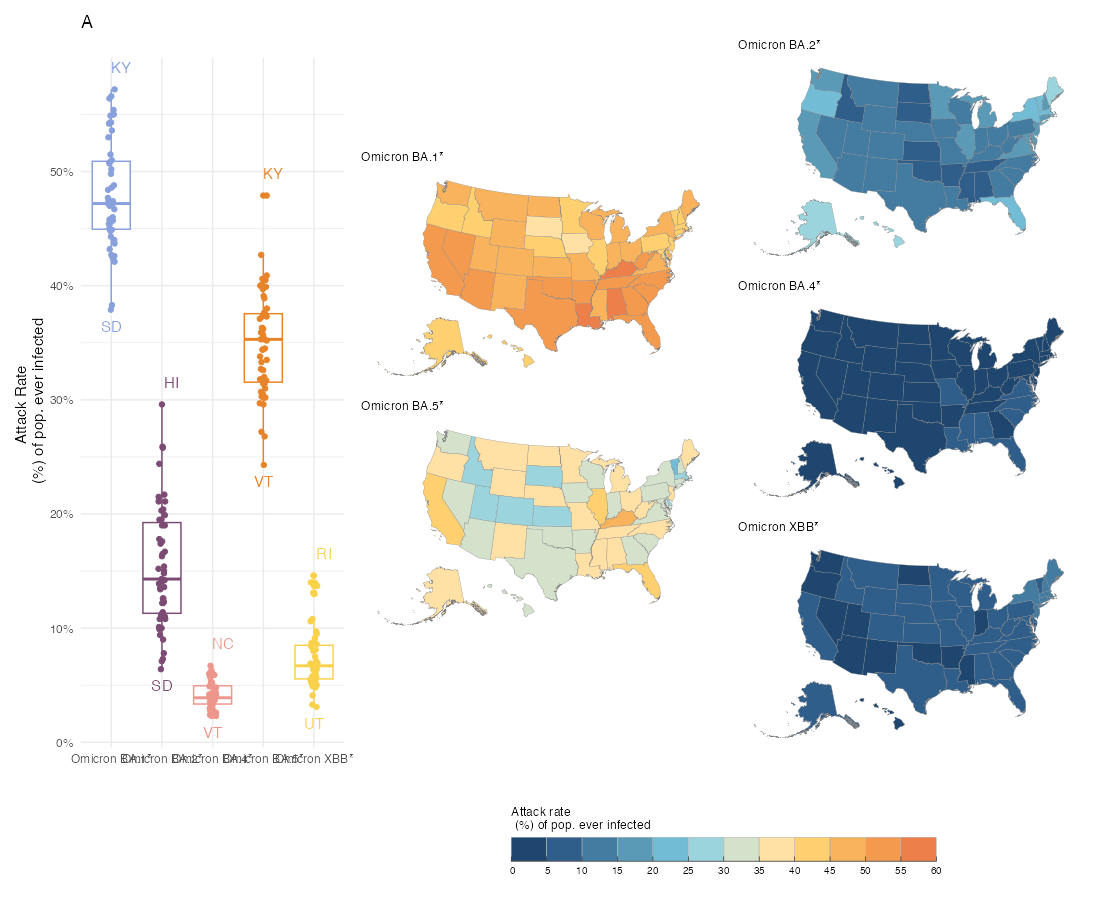 A
KY
SD
HI
SD
NC
VT
KY
VT
RI
UT
50%
40%
30%
20%
10%
0%
Attack Rate
(%) of pop. ever infected
Omicron BA.1*
Omicron BA.2*
Omicron BA.4*
Omicron BA.5*
Omicron XBB*
Omicron BA.1*
Omicron BA.5*
Omicron BA.2*
Omicron BA.4*
Omicron XBB*
Attack rate
(%) of pop. ever infected
0 5 10 15 20 25 30 35 40 45 50 55 60